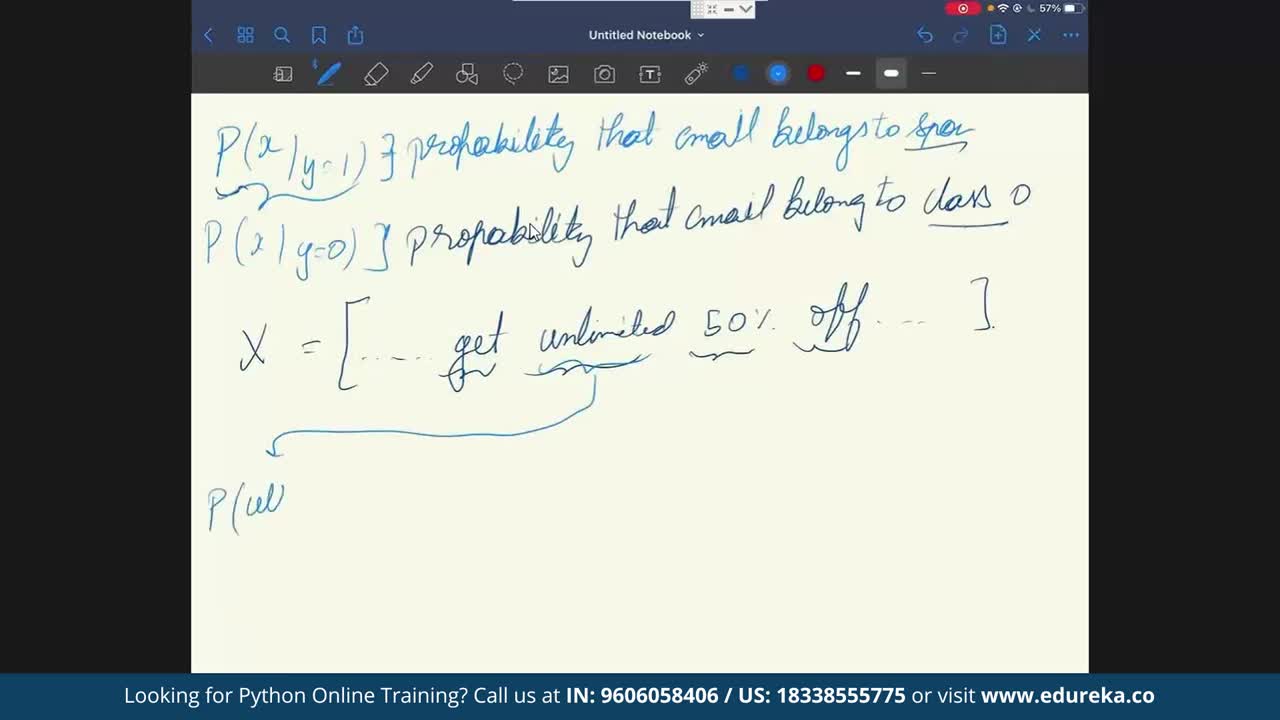 57%
Untitled Notebook
P(x/y=1) } propability that email belongs to spa
P(x/y=0) ] propability that email belong to class 0
X = [...... get unlimited 50% off ...... ]
P(ul
Looking for Python Online Training? Call us at IN: 9606058406 / US: 18338555775 or visit www.edureka.co